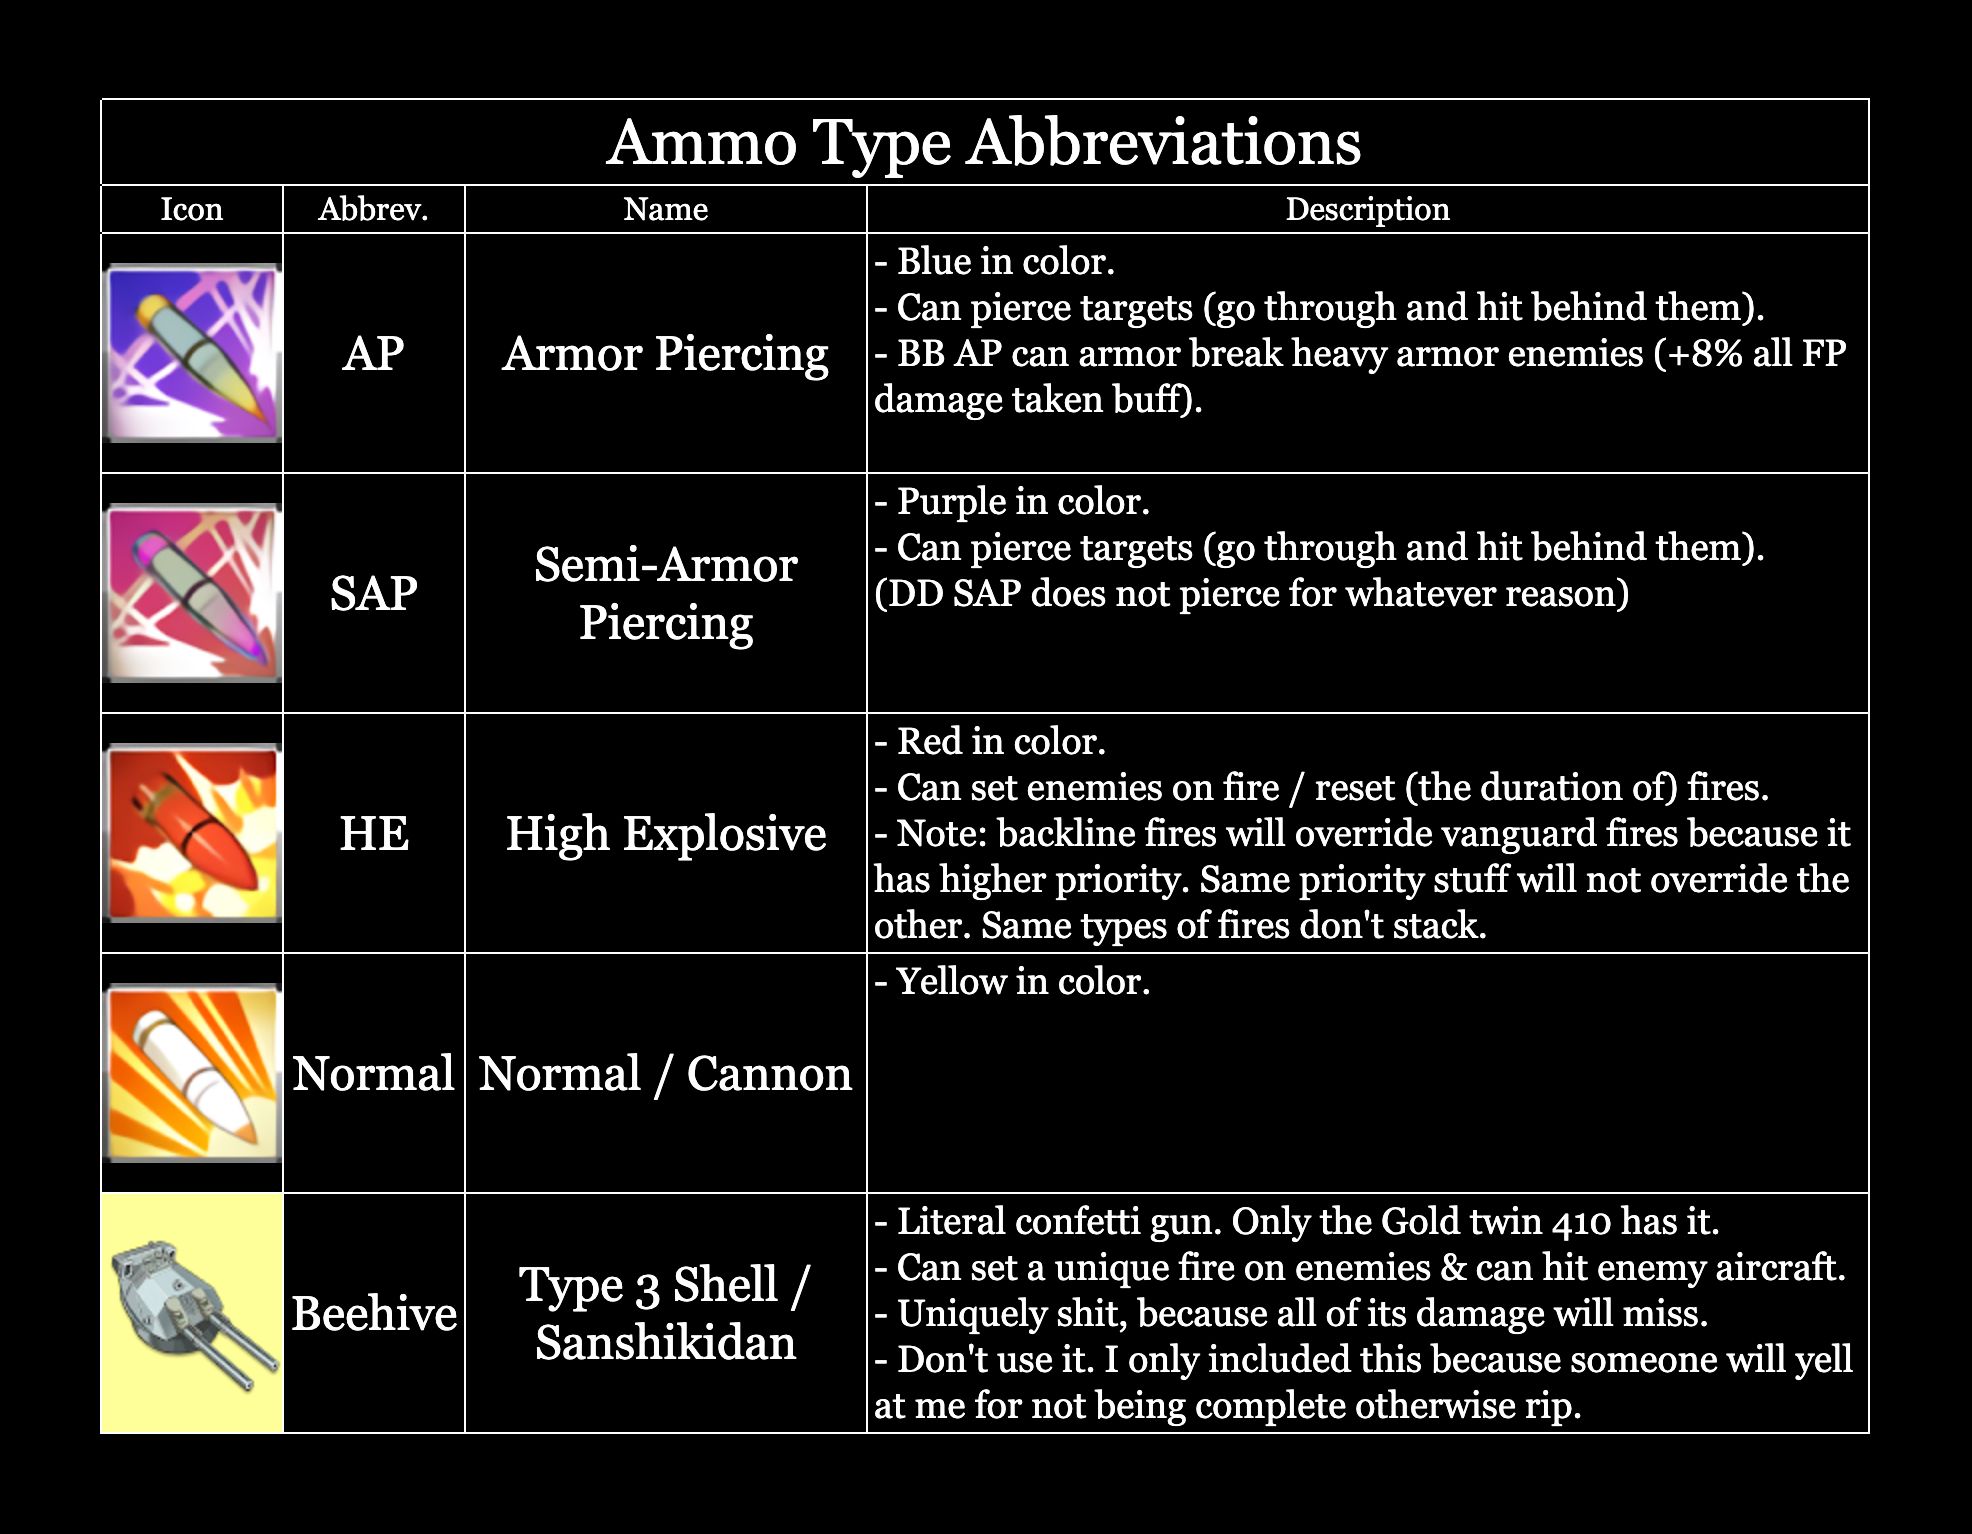 Ammo Type Abbreviations
Icon Abbrev. Name Description
AP
Armor Piercing
- Blue in color.
- Can pierce targets (go through and hit behind them).
- BB AP can armor break heavy armor enemies (+8% all FP
damage taken buff).
SAP
Semi-Armor
Piercing
- Purple in color.
- Can pierce targets (go through and hit behind them).
(DD SAP does not pierce for whatever reason)
HE
High Explosive
- Red in color.
- Can set enemies on fire / reset (the duration of) fires.
- Note: backline fires will override vanguard fires because it
has higher priority. Same priority stuff will not override the
other. Same types of fires don't stack.
Normal
Normal / Cannon
- Yellow in color.
Beehive
Type 3 Shell /
Sanshikidan
- Literal confetti gun. Only the Gold twin 410 has it.
- Can set a unique fire on enemies & can hit enemy aircraft.
- Uniquely shit, because all of its damage will miss.
- Don't use it. I only included this because someone will yell
at me for not being complete otherwise rip.